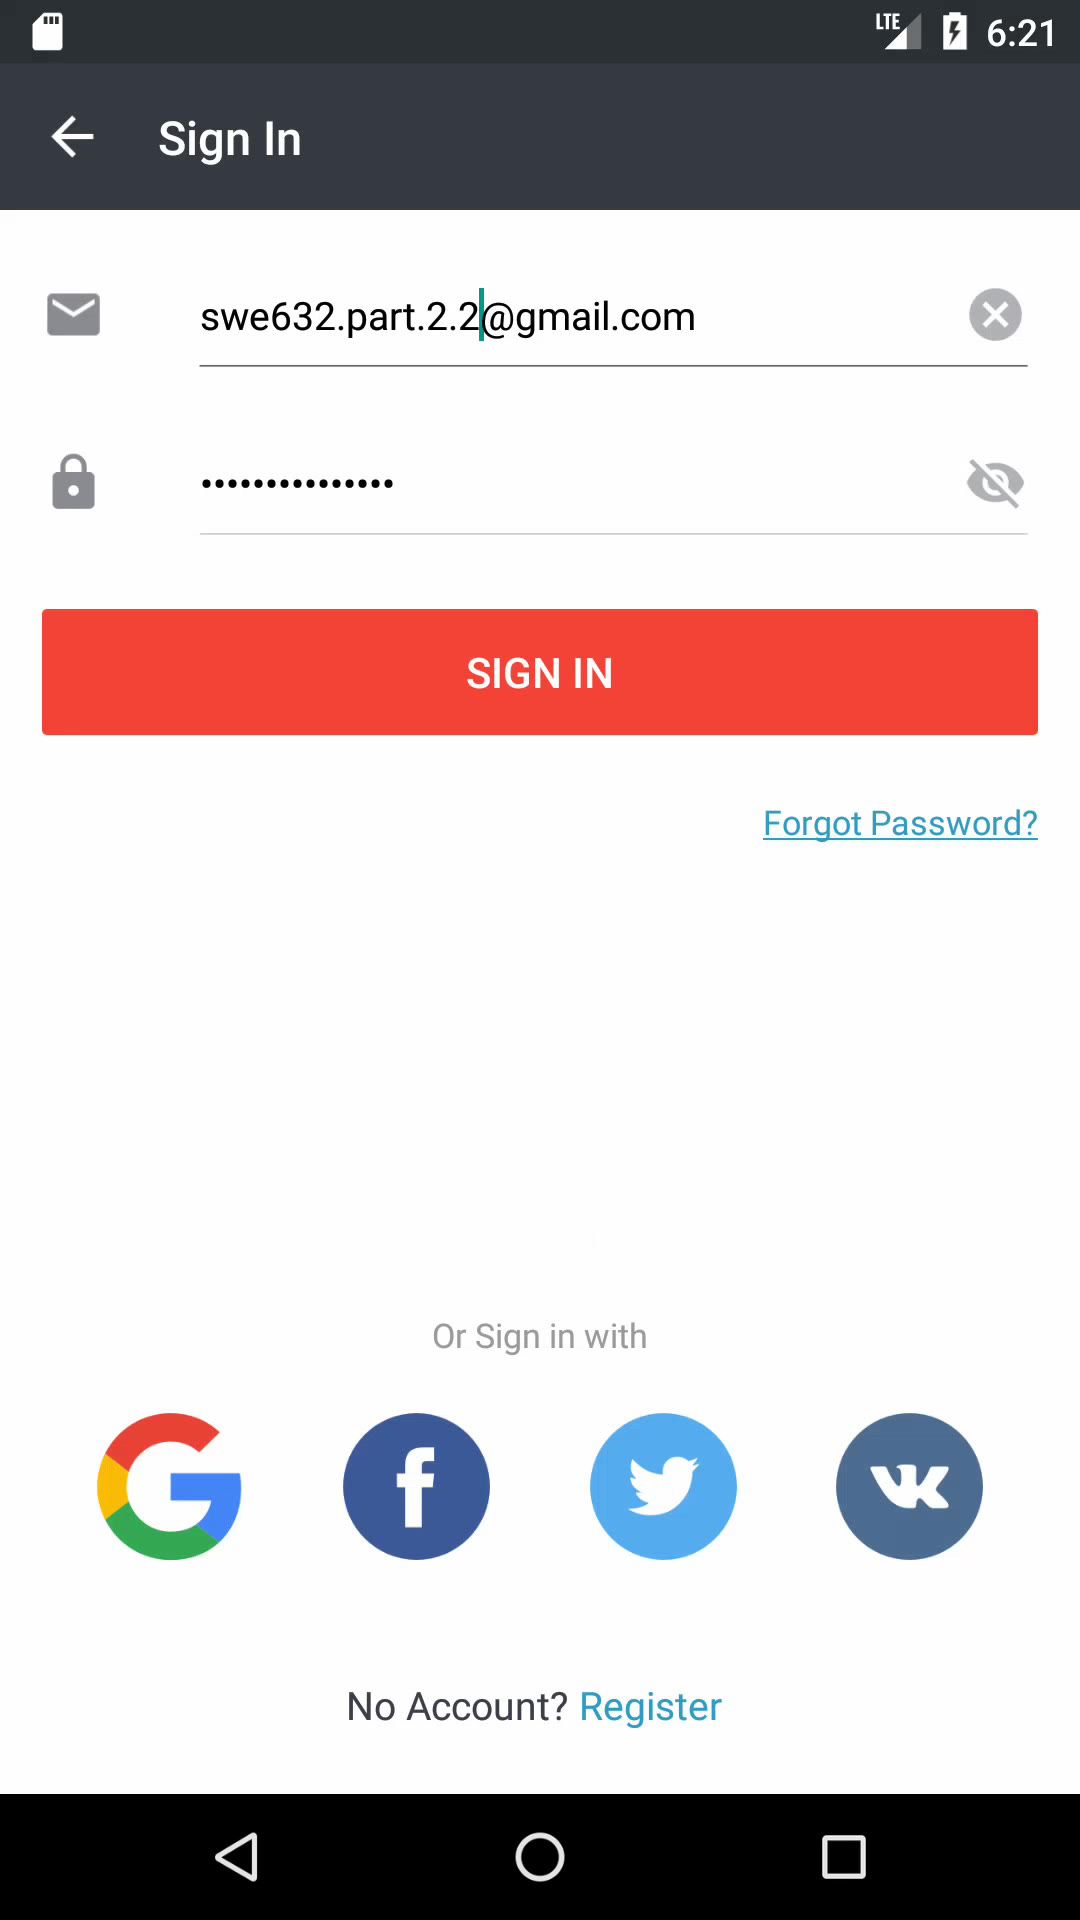 LTE 6:21
Sign In
swe632.part.2.2@gmail.com
•••••••••••••••
SIGN IN
Forgot Password?
Or Sign in with
No Account? Register